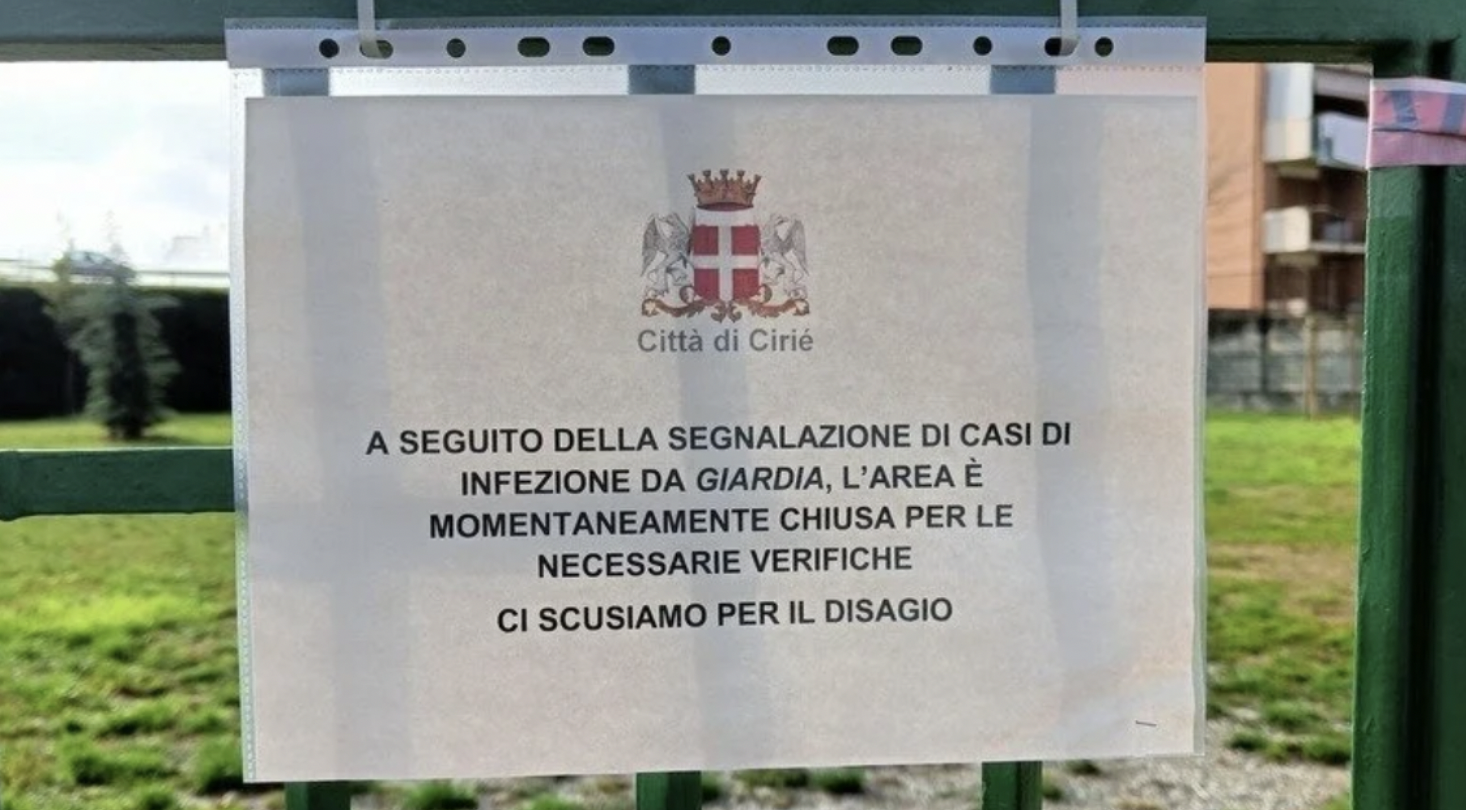 Città di Cirié
A SEGUITO DELLA SEGNALAZIONE DI CASI DI
INFEZIONE DA GIARDIA, L'AREA È
MOMENTANEAMENTE CHIUSA PER LE
NECESSARIE VERIFICHE
CI SCUSIAMO PER IL DISAGIO